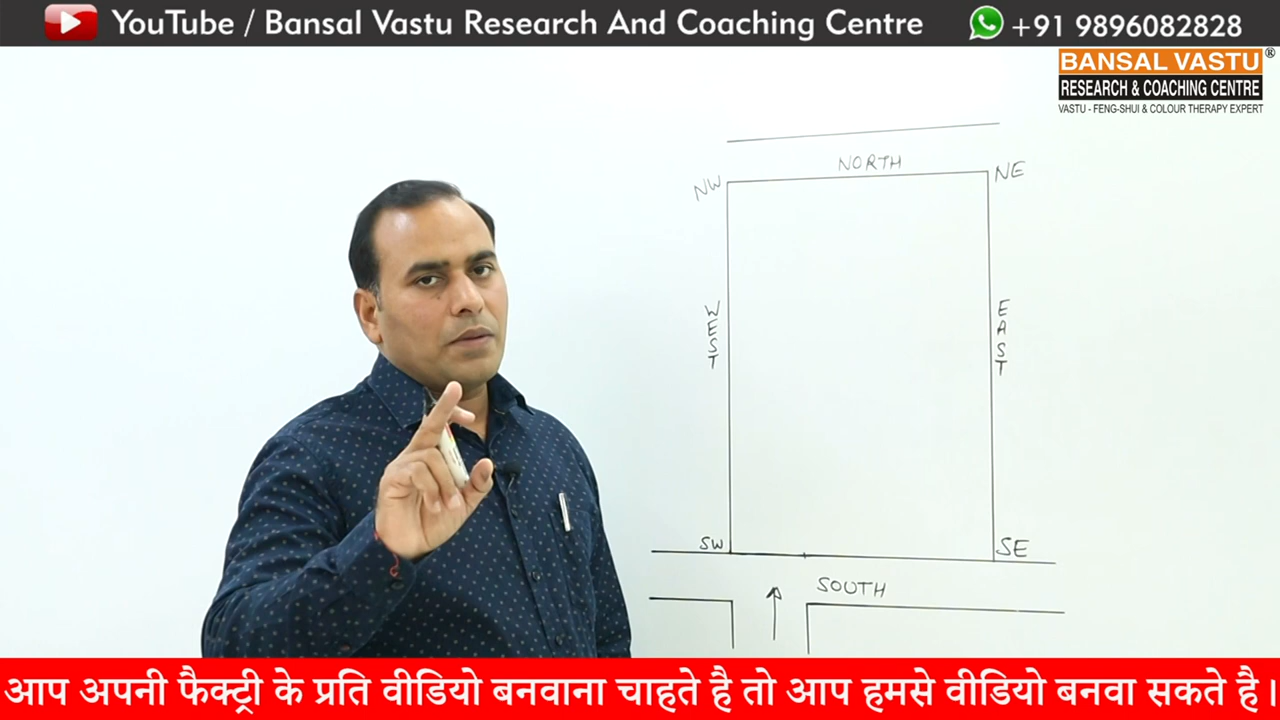 YouTube / Bansal Vastu Research And Coaching Centre
+91 9896082828
BANSAL VASTU®
RESEARCH & COACHING CENTRE
VASTU - FENG-SHUI & COLOUR THERAPY EXPERT
NORTH
NW
NE
WEST
EAST
SW
SE
SOUTH
आप अपनी फैक्ट्री के प्रति वीडियो बनवाना चाहते है तो आप हमसे वीडियो बनवा सकते है।